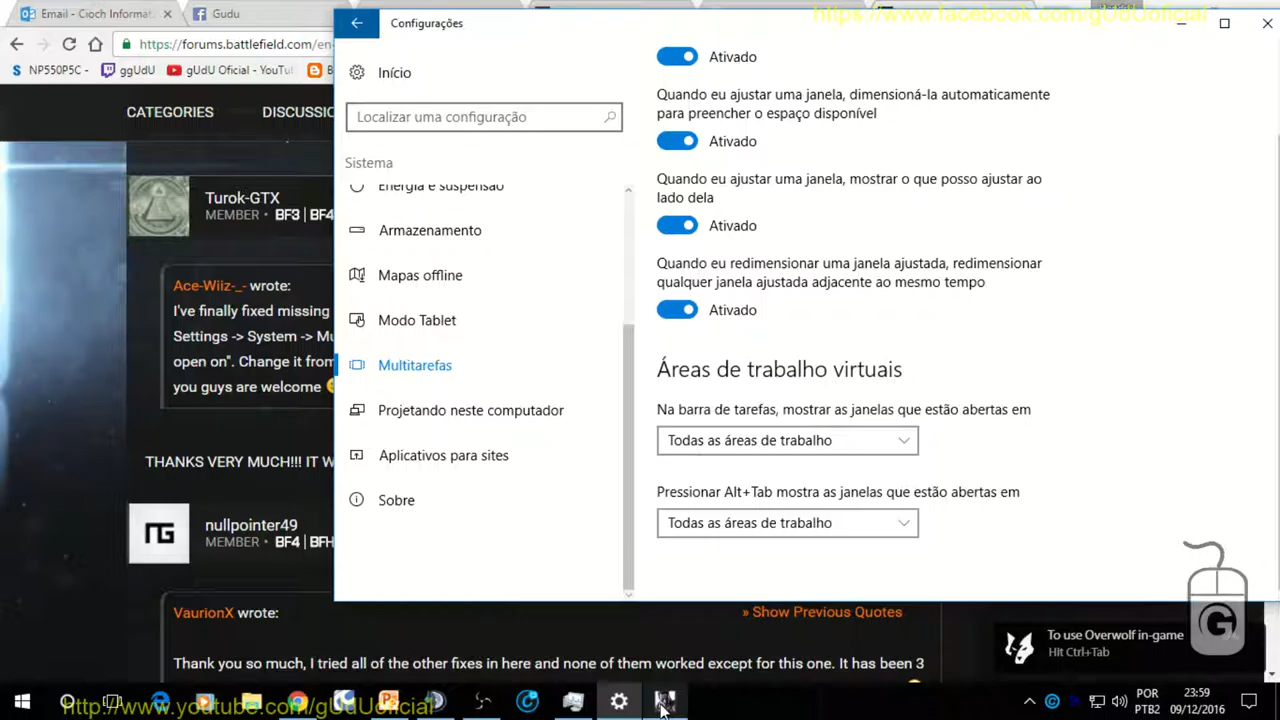 Email - Cicio Informat
Gudu
https://www.facebook.com/gUdUoficial
https://forums.battlefield.com/en
NP550P5C -
ggUdU
gUdU Oficial - YouTul
CATEGORIES
DISCUSSIO
Turok-GTX
MEMBER • BF3 | BF4
Ace-Wiiz-_- wrote:
I've finally fixed missing
Settings -> System -> Mu
open on". Change it from
you guys are welcome
THANKS VERY MUCH!!! IT W
nullpointer49
MEMBER • BF4 | BFH
VaurionX wrote:
» Show Previous Quotes
Thank you so much, I tried all of the other fixes in here and none of them worked except for this one. It has been 3
Configurações
Início
Localizar uma configuração
Sistema
Energia e suspensão
Armazenamento
Mapas offline
Modo Tablet
Multitarefas
Projetando neste computador
Aplicativos para sites
Sobre
Ativado
Quando eu ajustar uma janela, dimensioná-la automaticamente
para preencher o espaço disponível
Ativado
Quando eu ajustar uma janela, mostrar o que posso ajustar ao
lado dela
Ativado
Quando eu redimensionar uma janela ajustada, redimensionar
qualquer janela ajustada adjacente ao mesmo tempo
Ativado
Áreas de trabalho virtuais
Na barra de tarefas, mostrar as janelas que estão abertas em
Todas as áreas de trabalho
Pressionar Alt+Tab mostra as janelas que estão abertas em
Todas as áreas de trabalho
G
To use Overwolf in-game
Hit Ctrl+Tab
http://www.youtube.com/gUdUoficial
POR
PTB2
23:59
09/12/2016